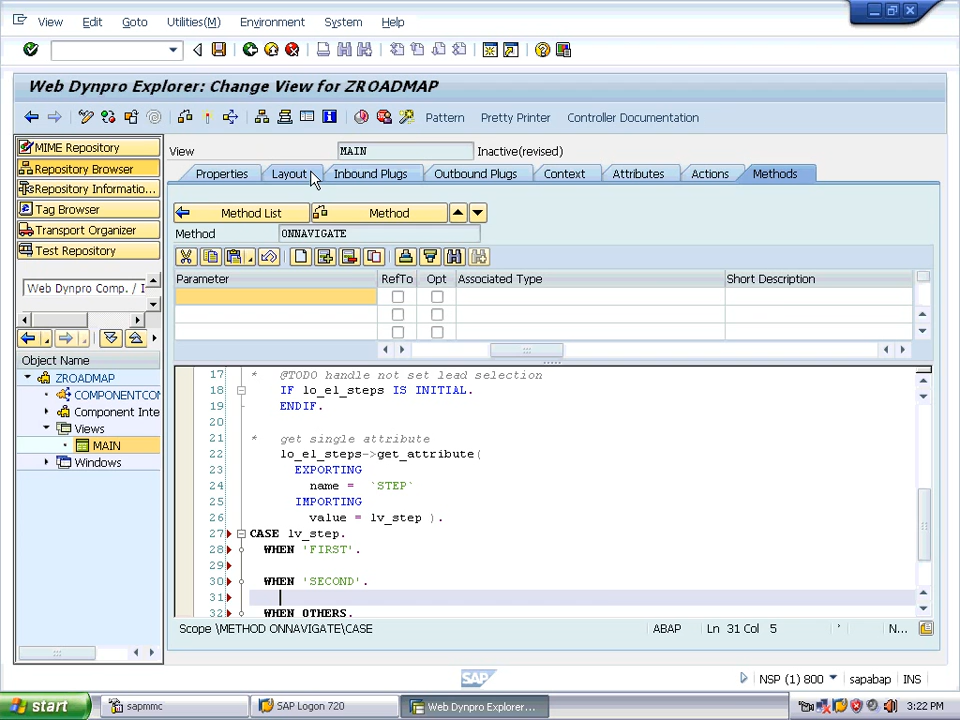 View Edit Goto Utilities(M) Environment System Help
Web Dynpro Explorer: Change View for ZROADMAP
Pattern Pretty Printer Controller Documentation
MIME Repository
Repository Browser
Repository Informatio...
Tag Browser
Transport Organizer
Test Repository
Web Dynpro Comp. / I
Object Name
ZROADMAP
COMPONENTCON
Component Inte
Views
MAIN
Windows
View MAIN Inactive(revised)
Properties Layout Inbound Plugs Outbound Plugs Context Attributes Actions Methods
Method List Method
Method ONNAVIGATE
Parameter RefTo Opt Associated Type Short Description
17 * @TODO handle not set lead selection
18 IF lo_el_steps IS INITIAL.
19 ENDIF.
20
21 * get single attribute
22 lo_el_steps->get_attribute(
23 EXPORTING
24 name = `STEP`
25 IMPORTING
26 value = lv_step ).
27 CASE lv_step.
28 WHEN 'FIRST'.
29
30 WHEN 'SECOND'.
31
32 WHEN OTHERS.
Scope \METHOD ONNAVIGATE\CASE ABAP Ln 31 Col 5 N...
SAP NSP (1) 800 sapabap INS
start sapmmc SAP Logon 720 Web Dynpro Explorer:... 3:22 PM